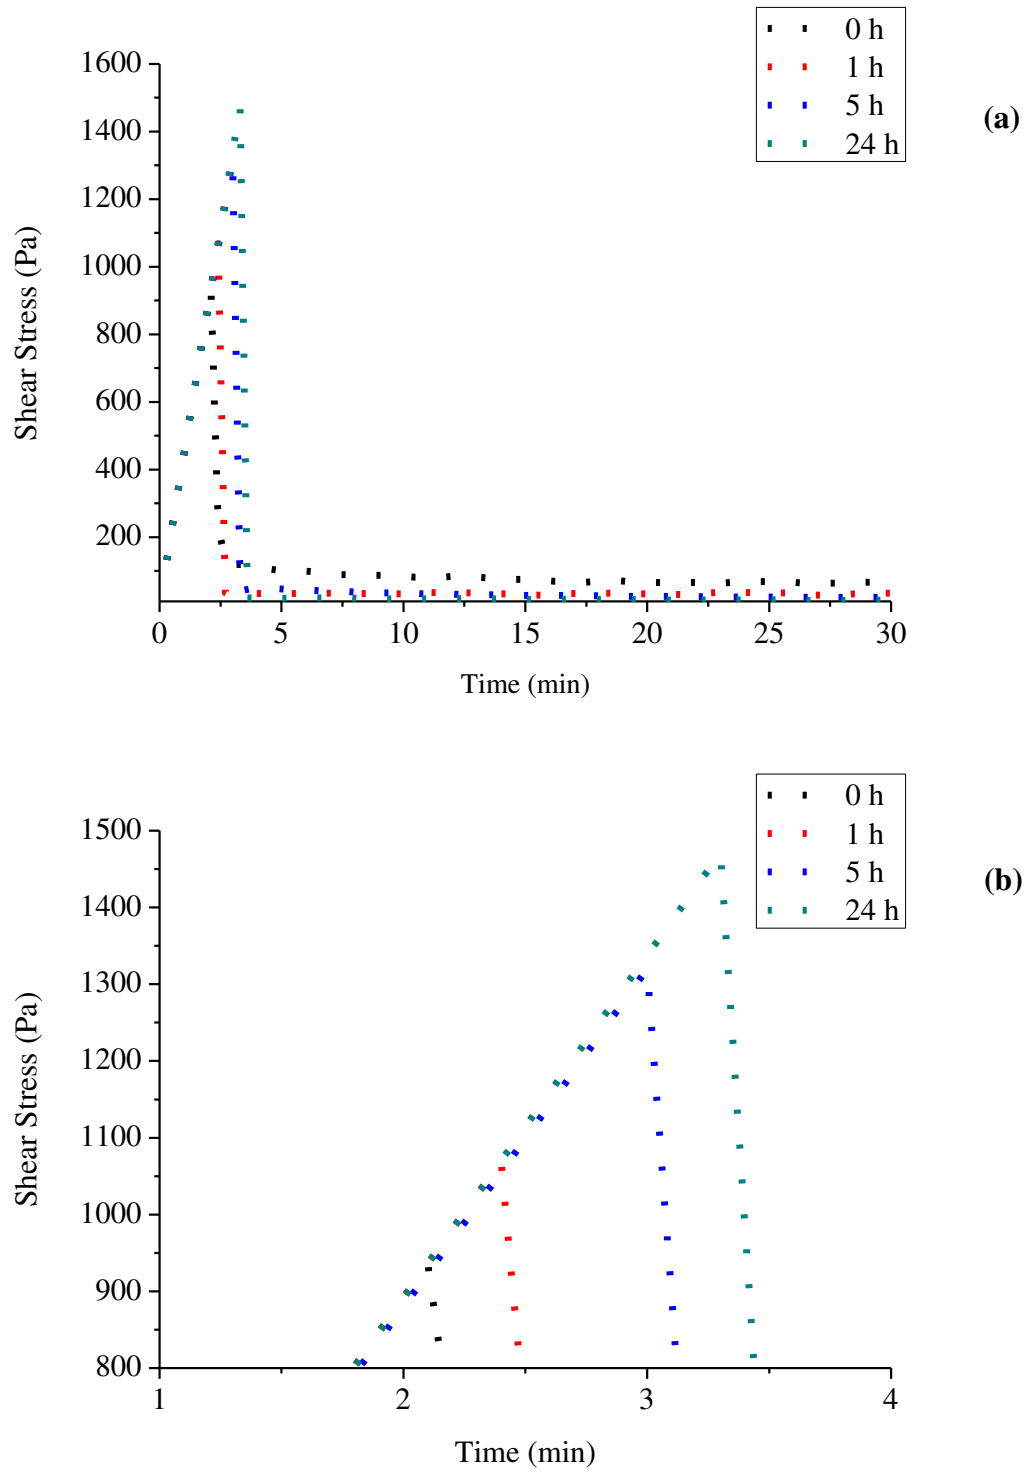 0 h
1 h
5 h
24 h
(a)
1600
1400
1200
1000
800
600
400
200
Shear Stress (Pa)
0 5 10 15 20 25 30
Time (min)
0 h
1 h
5 h
24 h
(b)
1500
1400
1300
1200
1100
1000
900
800
Shear Stress (Pa)
1 2 3 4
Time (min)